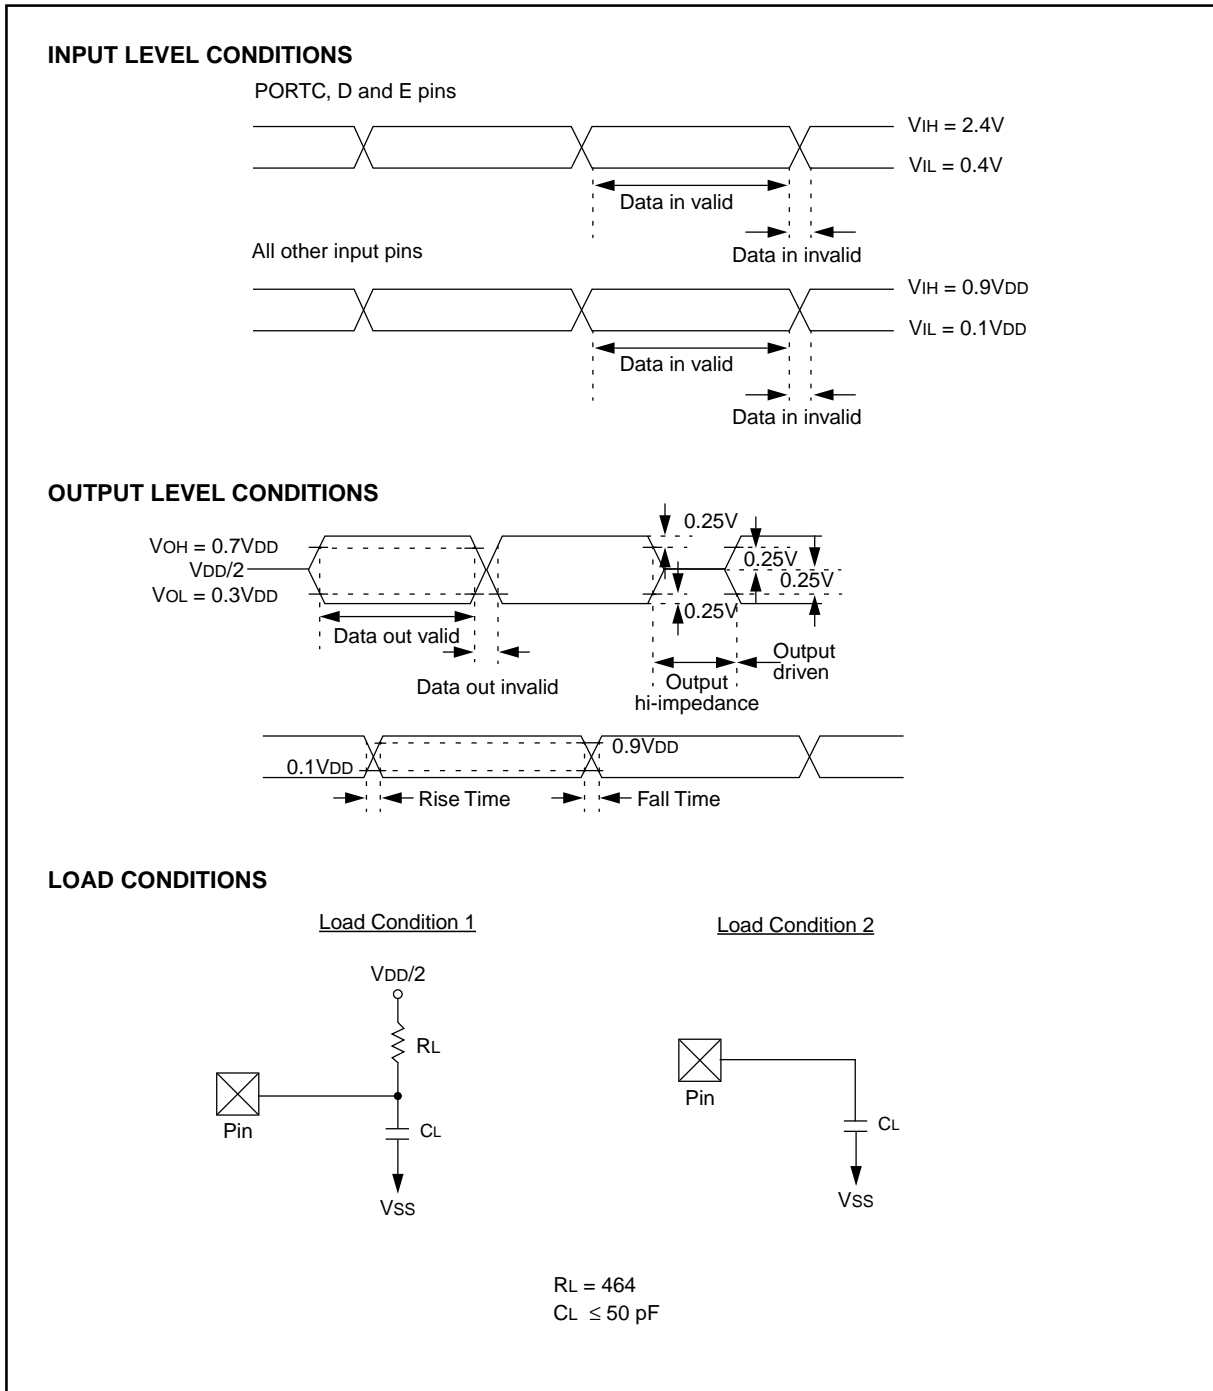 INPUT LEVEL CONDITIONS
PORTC, D and E pins
VIH = 2.4V
VIL = 0.4V
Data in valid
Data in invalid
All other input pins
VIH = 0.9VDD
VIL = 0.1VDD
Data in valid
Data in invalid
OUTPUT LEVEL CONDITIONS
0.25V
VOH = 0.7VDD
0.25V
VDD/2
0.25V
VOL = 0.3VDD
0.25V
Data out valid
Output
driven
Data out invalid
Output
hi-impedance
0.9VDD
0.1VDD
Rise Time
Fall Time
LOAD CONDITIONS
Load Condition 1
Load Condition 2
VDD/2
RL
Pin
Pin
CL
CL
VSS
VSS
RL = 464
CL ≤ 50 pF